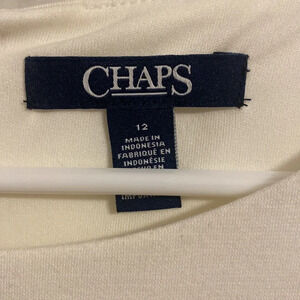 CHAPS
12
MADE IN
INDONESIA
FABRIQUÉ EN
INDONÉSIE